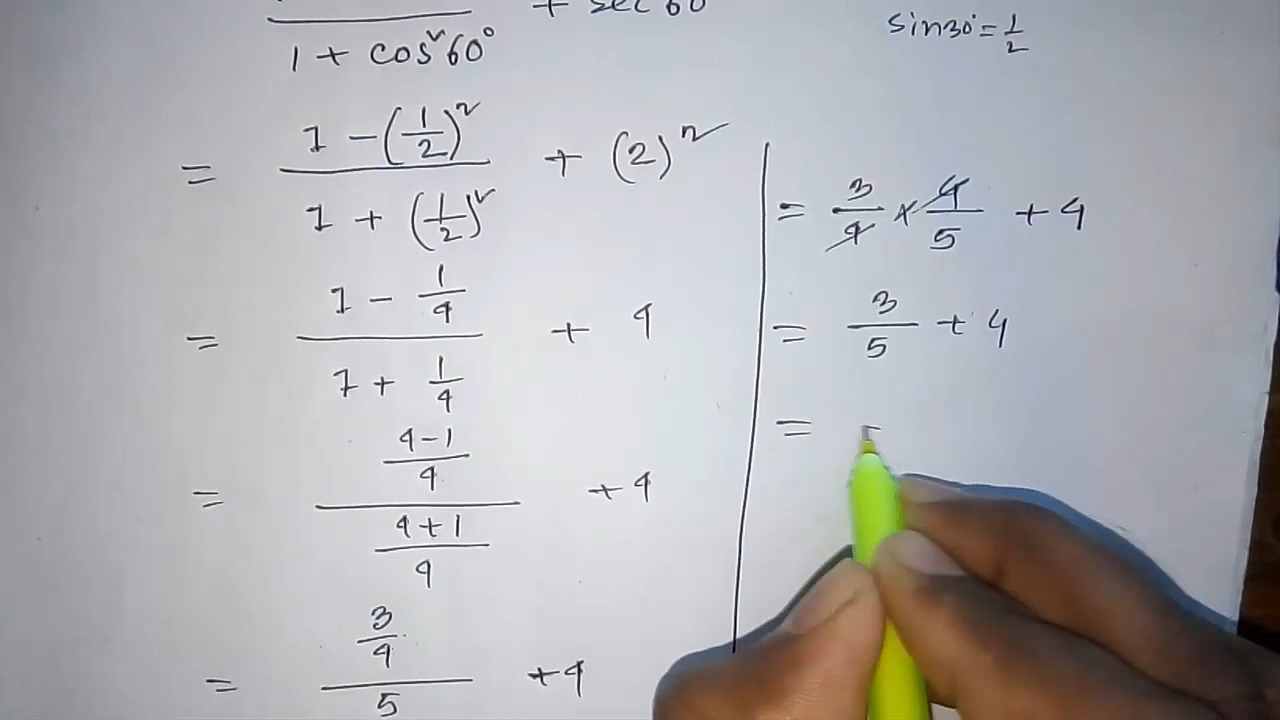 + sec 60
1 + cos²60°
sin30° = 1/2
= (1 - (1/2)²)/(1 + (1/2)²) + (2)²
= (1 - 1/4)/(1 + 1/4) + 4
= ((4-1)/4)/((4+1)/4) + 4
= (3/4)/5 + 4
= 3/4 × 4/5 + 4
= 3/5 + 4
=